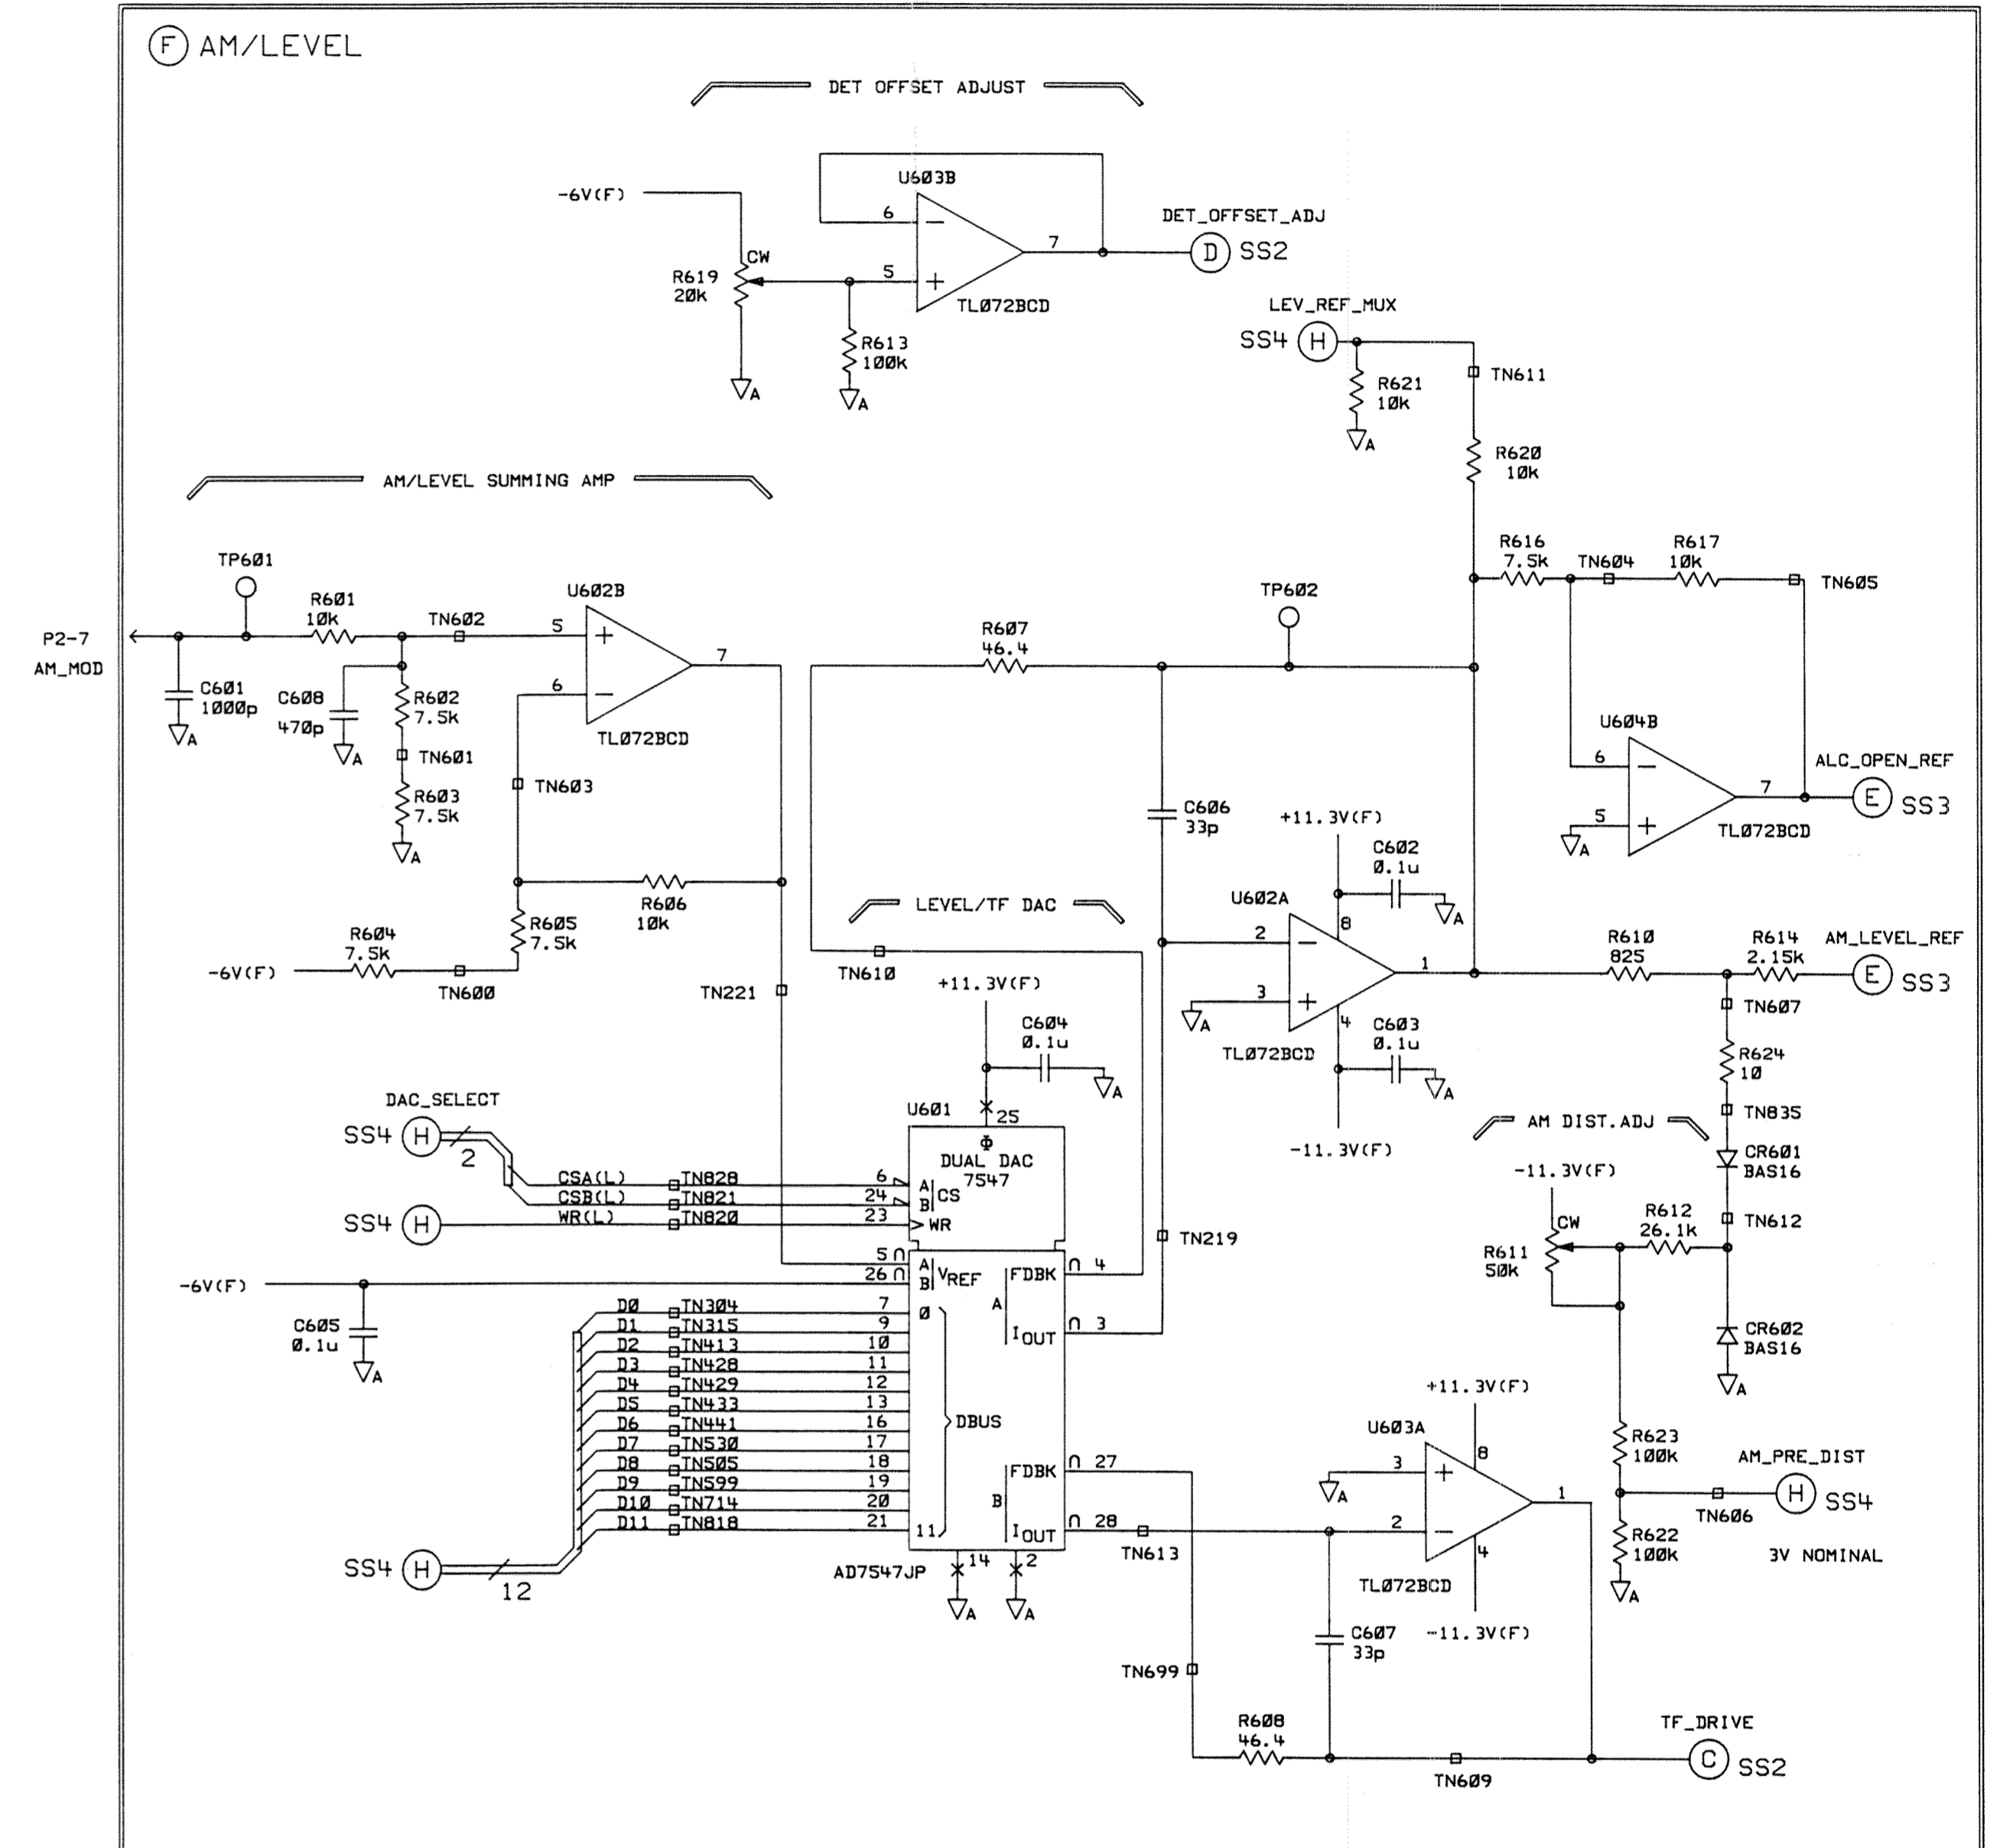 F AM/LEVEL
DET OFFSET ADJUST
-6V(F)
CW
R619
20k
U603B
6
5
7
TL072BCD
R613
100k
A
A
DET_OFFSET_ADJ
D SS2
LEV_REF_MUX
SS4 H
TN611
R621
10k
A
R620
10k
AM/LEVEL SUMMING AMP
TP601
P2-7
AM_MOD
R601
10k
TN602
U602B
5
6
7
TL072BCD
C601
1000p
A
C608
470p
A
R602
7.5k
TN601
R603
7.5k
A
TN603
R606
10k
R605
7.5k
R604
7.5k
-6V(F)
TN600
TN221
R607
46.4
TP602
R616
7.5k
TN604
R617
10k
TN605
U604B
6
5
7
A
TL072BCD
ALC_OPEN_REF
E SS3
C606
33p
+11.3V(F)
C602
0.1u
A
U602A
8
2
3
1
4
A
TL072BCD
C603
0.1u
A
-11.3V(F)
LEVEL/TF DAC
TN610
+11.3V(F)
C604
0.1u
A
R610
825
R614
2.15k
AM_LEVEL_REF
E SS3
TN607
R624
10
TN835
CR601
BAS16
TN612
AM DIST.ADJ
-11.3V(F)
CW
R611
50k
R612
26.1k
CR602
BAS16
A
DAC_SELECT
SS4 H
2
CSA(L) TN828 6
CSB(L) TN821 24
SS4 H
WR(L) TN820 23
U601
25
Φ
DUAL DAC
7547
A
B
CS
WR
-6V(F)
5
26
A
B
VREF
C605
0.1u
A
D0 TN304 7
D1 TN315 9
D2 TN413 10
D3 TN428 11
D4 TN429 12
D5 TN433 13
D6 TN441 16
D7 TN530 17
D8 TN505 18
D9 TN599 19
D10 TN714 20
D11 TN818 21
0
DBUS
11
SS4 H
12
FDBK 4
A
IOUT 3
FDBK 27
B
IOUT 28
AD7547JP
14
2
A
A
TN219
TN613
TN699
+11.3V(F)
U603A
8
3
2
1
4
A
TL072BCD
-11.3V(F)
C607
33p
R608
46.4
TN609
TF_DRIVE
C SS2
R623
100k
AM_PRE_DIST
TN606
H SS4
R622
100k
A
3V NOMINAL